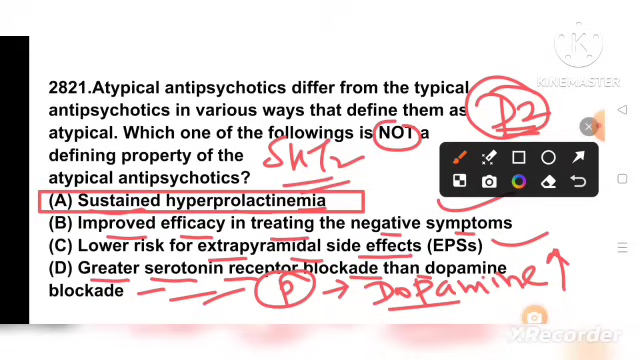 KINEMASTER
2821.Atypical antipsychotics differ from the typical
antipsychotics in various ways that define them as
atypical. Which one of the followings is NOT a
defining property of the
atypical antipsychotics?
(A) Sustained hyperprolactinemia
(B) Improved efficacy in treating the negative symptoms
(C) Lower risk for extrapyramidal side effects (EPSs)
(D) Greater serotonin receptor blockade than dopamine
blockade
D2
5HT2
P → Dopamine ↑
XRecorder